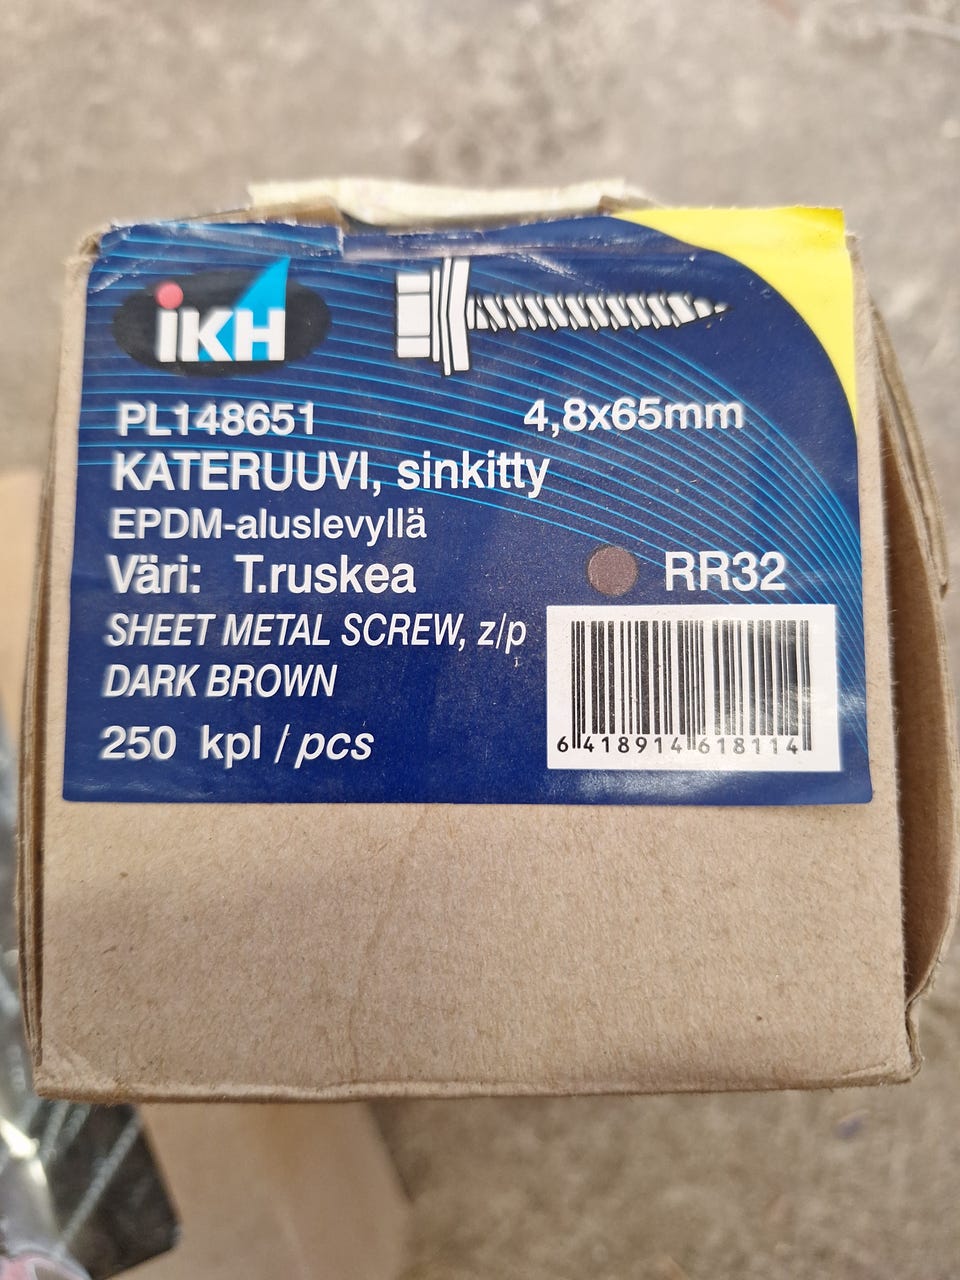 iKH
PL148651 4,8x65mm
KATERUUVI, sinkitty
EPDM-aluslevyllä
Väri: T.ruskea RR32
SHEET METAL SCREW, z/p
DARK BROWN
250 kpl / pcs
6 418914 618114